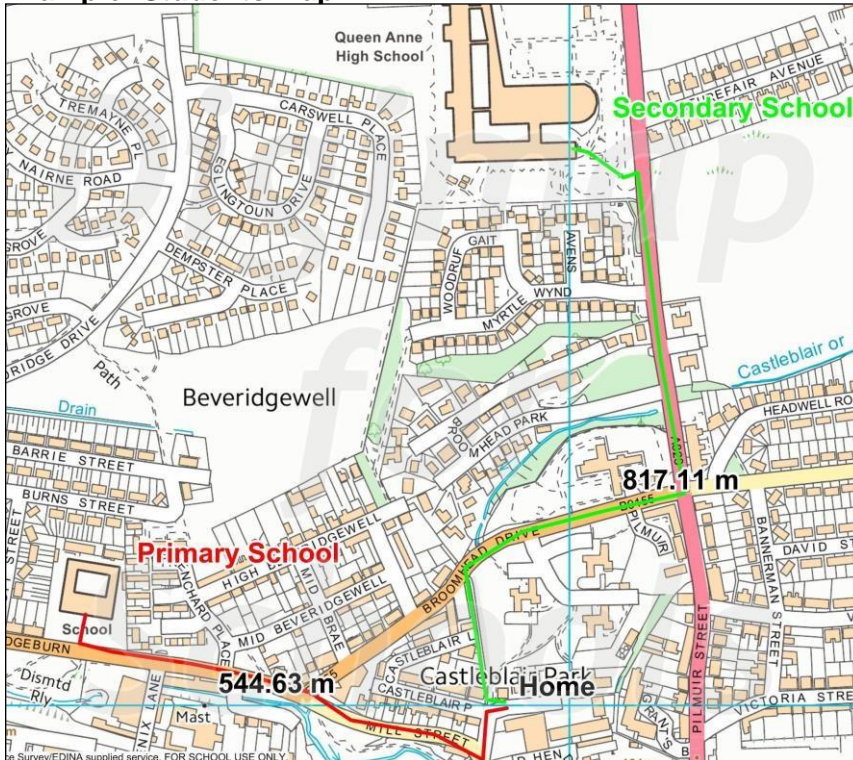 Queen Anne
High School
TREMAYNE PL
NAIRNE ROAD
CARSWELL PLACE
EGLINGTOUN DRIVE
DEMPSTER PLACE
GROVE
GROVE
AVENUE
Secondary School
WOODRUF
GAIT
AVENS
MYRTLE WYND
Path
Beveridgewell
Drain
Castleblair or
HEADWELL RO
BROOMHEAD PARK
BARRIE STREET
BURNS STREET
817.11 m
B9155
PILMUIR
Primary School
HIGH BEVERIDGEWELL
MID BEVERIDGEWELL
MID BRAE
BROOMHEAD DRIVE
BANNERMAN STREET
DAVID ST
School
CASTLEBLAIR L
CASTLEBLAIR P
Castleblair Park
Home
544.63 m
Dismtd
Rly
Mast
MILL STREET
PILMUIR STREET
GRANT'S
VICTORIA STRE
e Survey/EDINA supplied service. FOR SCHOOL USE ONLY.